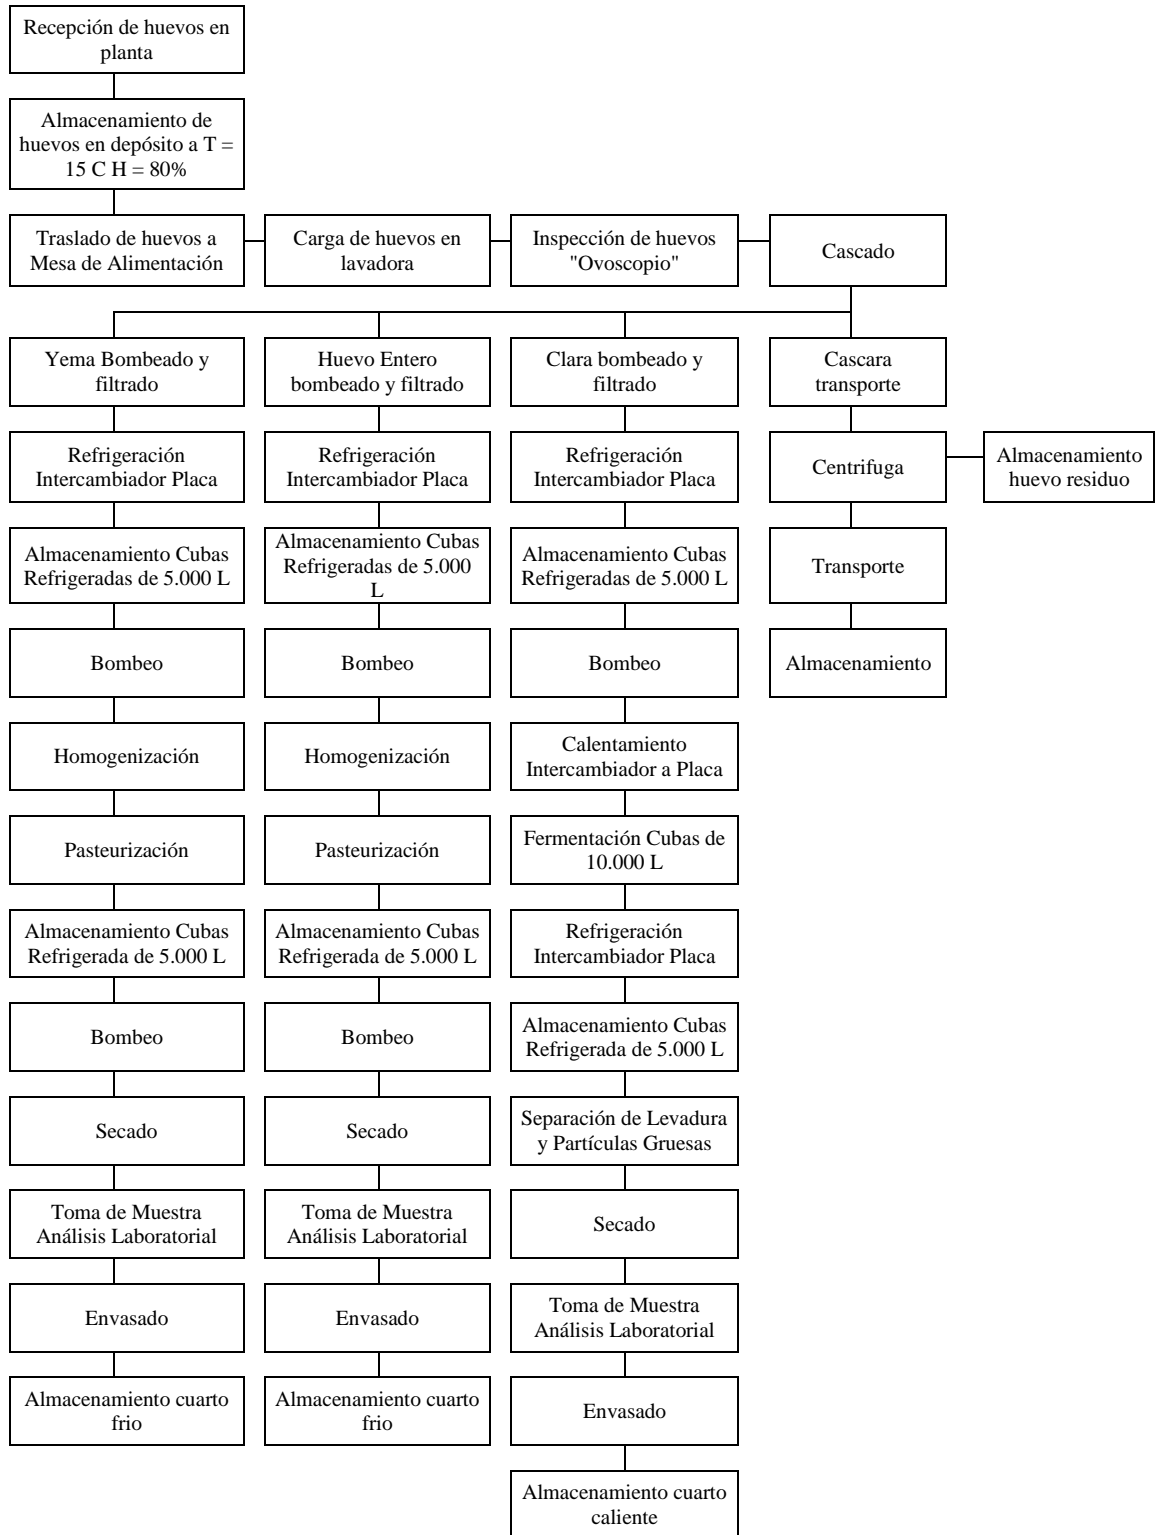 Recepción de huevos en
planta
Almacenamiento de
huevos en depósito a T =
15 C H = 80%
Traslado de huevos a
Mesa de Alimentación
Carga de huevos en
lavadora
Inspección de huevos
"Ovoscopio"
Cascado
Yema Bombeado y
filtrado
Refrigeración
Intercambiador Placa
Almacenamiento Cubas
Refrigeradas de 5.000 L
Bombeo
Homogenización
Pasteurización
Almacenamiento Cubas
Refrigerada de 5.000 L
Bombeo
Secado
Toma de Muestra
Análisis Laboratorial
Envasado
Almacenamiento cuarto
frio
Huevo Entero
bombeado y filtrado
Refrigeración
Intercambiador Placa
Almacenamiento Cubas
Refrigeradas de 5.000
L
Bombeo
Homogenización
Pasteurización
Almacenamiento Cubas
Refrigerada de 5.000 L
Bombeo
Secado
Toma de Muestra
Análisis Laboratorial
Envasado
Almacenamiento cuarto
frio
Clara bombeado y
filtrado
Refrigeración
Intercambiador Placa
Almacenamiento Cubas
Refrigeradas de 5.000 L
Bombeo
Calentamiento
Intercambiador a Placa
Fermentación Cubas de
10.000 L
Refrigeración
Intercambiador Placa
Almacenamiento Cubas
Refrigerada de 5.000 L
Separación de Levadura
y Partículas Gruesas
Secado
Toma de Muestra
Análisis Laboratorial
Envasado
Almacenamiento cuarto
caliente
Cascara
transporte
Centrifuga
Almacenamiento
huevo residuo
Transporte
Almacenamiento